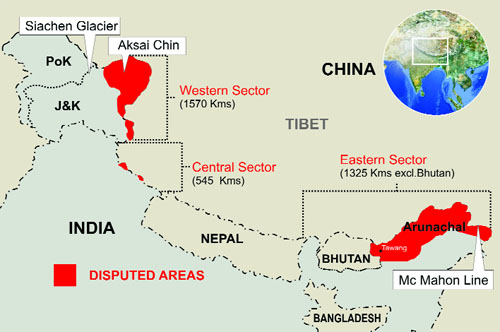 Siachen Glacier
Aksai Chin
PoK
J&K
Western Sector
(1570 Kms)
CHINA
TIBET
Central Sector
(545 Kms)
Eastern Sector
(1325 Kms excl.Bhutan)
INDIA
NEPAL
BHUTAN
Tawang
Arunachal
Mc Mahon Line
DISPUTED AREAS
BANGLADESH